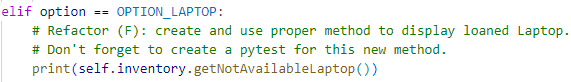 elif option == OPTION_LAPTOP:
# Refactor (F): create and use proper method to display loaned Laptop.
# Don't forget to create a pytest for this new method.
print(self.inventory.getNotAvailableLaptop())